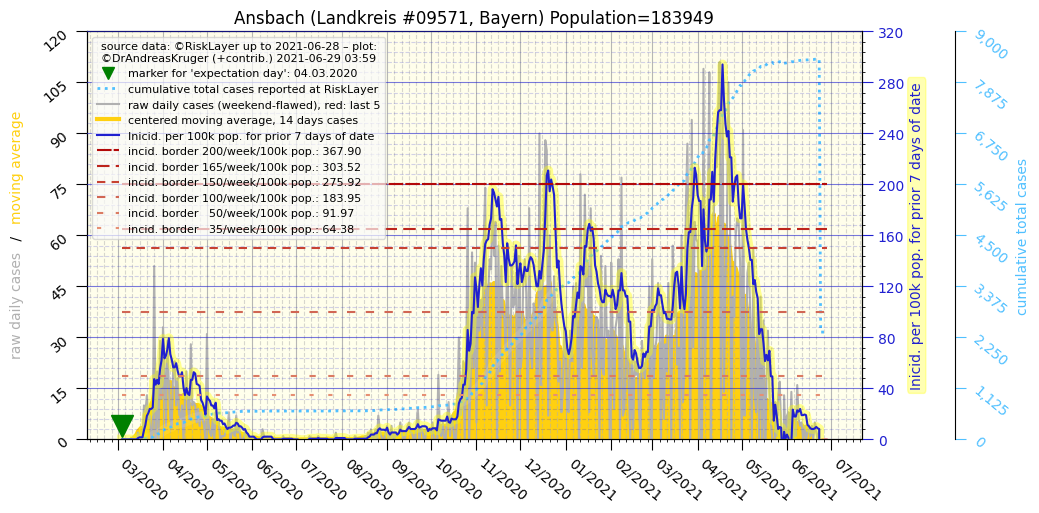 Ansbach (Landkreis #09571, Bayern) Population=183949
source data: ©RiskLayer up to 2021-06-28 – plot:
©DrAndreasKruger (+contrib.) 2021-06-29 03:59
marker for 'expectation day': 04.03.2020
cumulative total cases reported at RiskLayer
raw daily cases (weekend-flawed), red: last 5
centered moving average, 14 days cases
Inicid. per 100k pop. for prior 7 days of date
incid. border 200/week/100k pop.: 367.90
incid. border 165/week/100k pop.: 303.52
incid. border 150/week/100k pop.: 275.92
incid. border 100/week/100k pop.: 183.95
incid. border   50/week/100k pop.: 91.97
incid. border   35/week/100k pop.: 64.38
raw daily cases   /   moving average
120
105
90
75
60
45
30
15
0
03/2020
04/2020
05/2020
06/2020
07/2020
08/2020
09/2020
10/2020
11/2020
12/2020
01/2021
02/2021
03/2021
04/2021
05/2021
06/2021
07/2021
320
280
240
200
160
120
80
40
0
Inicid. per 100k pop. for prior 7 days of date
9,000
7,875
6,750
5,625
4,500
3,375
2,250
1,125
0
cumulative total cases